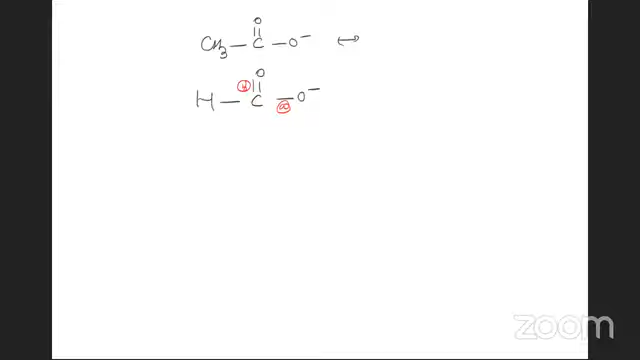 O
CH3 — C — O− ↔
O
H — C — O−
zoom